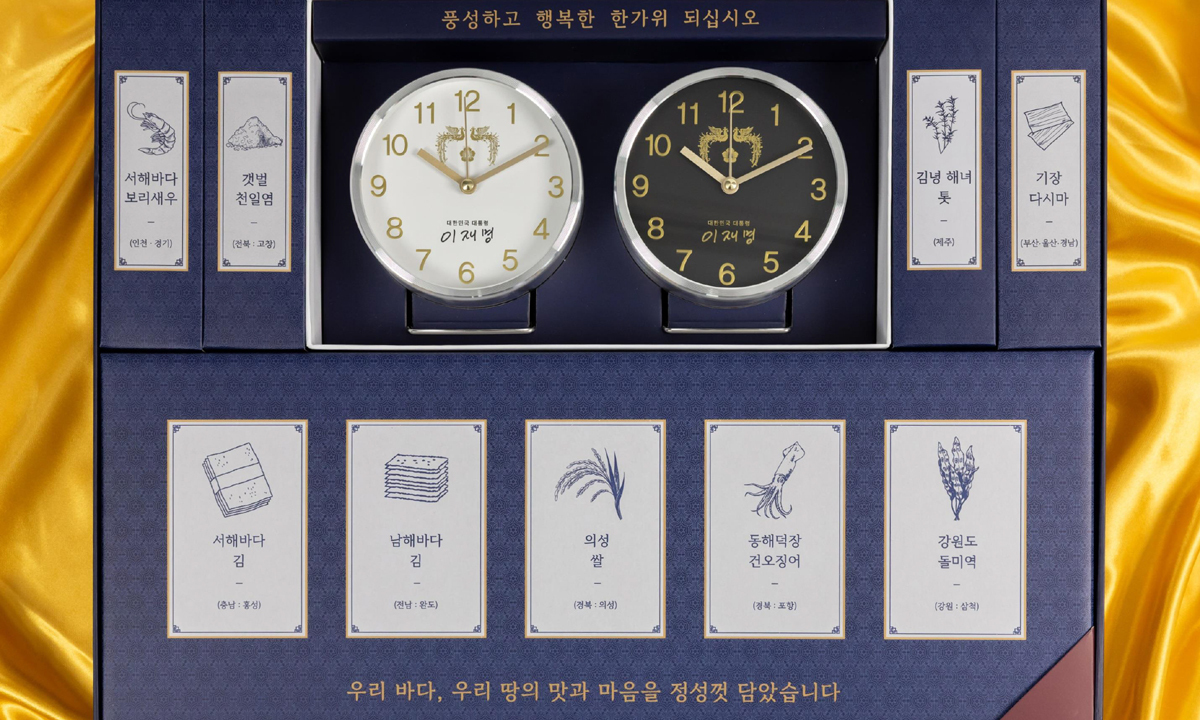 풍성하고 행복한 한가위 되십시오
서해바다
보리새우
–
(인천 · 경기)
갯벌
천일염
–
(전북 : 고창)
12
1
2
3
4
5
6
7
8
9
10
11
대한민국 대통령
이재명
12
1
2
3
4
5
6
7
8
9
10
11
대한민국 대통령
이재명
김녕 해녀
톳
–
(제주)
기장
다시마
–
(부산·울산·경남)
서해바다
김
–
(충남 : 홍성)
남해바다
김
–
(전남 : 완도)
의성
쌀
–
(경북 : 의성)
동해덕장
건오징어
–
(경북 : 포항)
강원도
돌미역
–
(강원 : 삼척)
우리 바다, 우리 땅의 맛과 마음을 정성껏 담았습니다